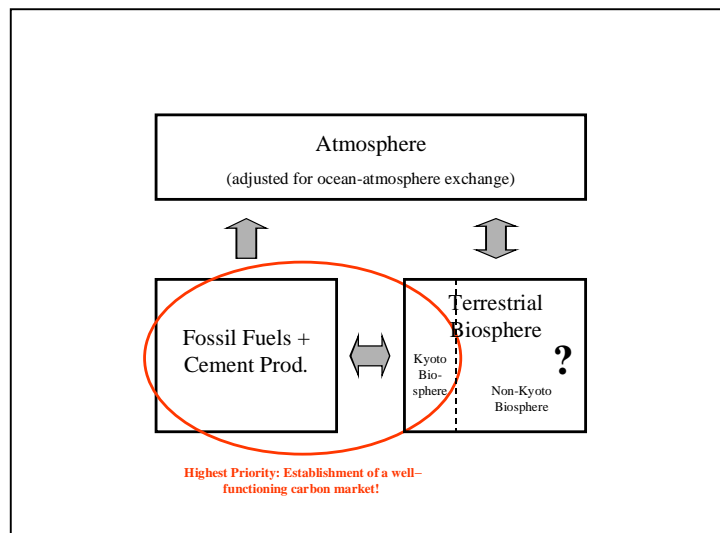 Atmosphere
(adjusted for ocean-atmosphere exchange)
Fossil Fuels +
Cement Prod.
Terrestrial
Biosphere
Kyoto
Bio-
sphere
?
Non-Kyoto
Biosphere
Highest Priority: Establishment of a well–
functioning carbon market!